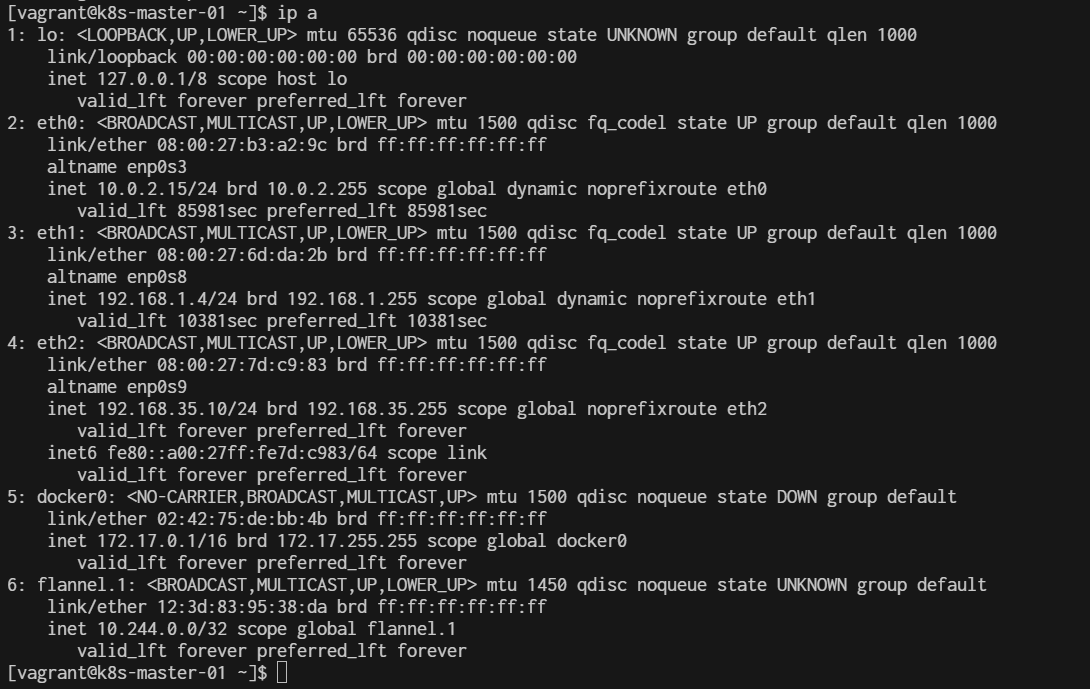 [vagrant@k8s-master-01 ~]$ ip a
1: lo: <LOOPBACK,UP,LOWER_UP> mtu 65536 qdisc noqueue state UNKNOWN group default qlen 1000
    link/loopback 00:00:00:00:00:00 brd 00:00:00:00:00:00
    inet 127.0.0.1/8 scope host lo
       valid_lft forever preferred_lft forever
2: eth0: <BROADCAST,MULTICAST,UP,LOWER_UP> mtu 1500 qdisc fq_codel state UP group default qlen 1000
    link/ether 08:00:27:b3:a2:9c brd ff:ff:ff:ff:ff:ff
    altname enp0s3
    inet 10.0.2.15/24 brd 10.0.2.255 scope global dynamic noprefixroute eth0
       valid_lft 85981sec preferred_lft 85981sec
3: eth1: <BROADCAST,MULTICAST,UP,LOWER_UP> mtu 1500 qdisc fq_codel state UP group default qlen 1000
    link/ether 08:00:27:6d:da:2b brd ff:ff:ff:ff:ff:ff
    altname enp0s8
    inet 192.168.1.4/24 brd 192.168.1.255 scope global dynamic noprefixroute eth1
       valid_lft 10381sec preferred_lft 10381sec
4: eth2: <BROADCAST,MULTICAST,UP,LOWER_UP> mtu 1500 qdisc fq_codel state UP group default qlen 1000
    link/ether 08:00:27:7d:c9:83 brd ff:ff:ff:ff:ff:ff
    altname enp0s9
    inet 192.168.35.10/24 brd 192.168.35.255 scope global noprefixroute eth2
       valid_lft forever preferred_lft forever
    inet6 fe80::a00:27ff:fe7d:c983/64 scope link
       valid_lft forever preferred_lft forever
5: docker0: <NO-CARRIER,BROADCAST,MULTICAST,UP> mtu 1500 qdisc noqueue state DOWN group default
    link/ether 02:42:75:de:bb:4b brd ff:ff:ff:ff:ff:ff
    inet 172.17.0.1/16 brd 172.17.255.255 scope global docker0
       valid_lft forever preferred_lft forever
6: flannel.1: <BROADCAST,MULTICAST,UP,LOWER_UP> mtu 1450 qdisc noqueue state UNKNOWN group default
    link/ether 12:3d:83:95:38:da brd ff:ff:ff:ff:ff:ff
    inet 10.244.0.0/32 scope global flannel.1
       valid_lft forever preferred_lft forever
[vagrant@k8s-master-01 ~]$